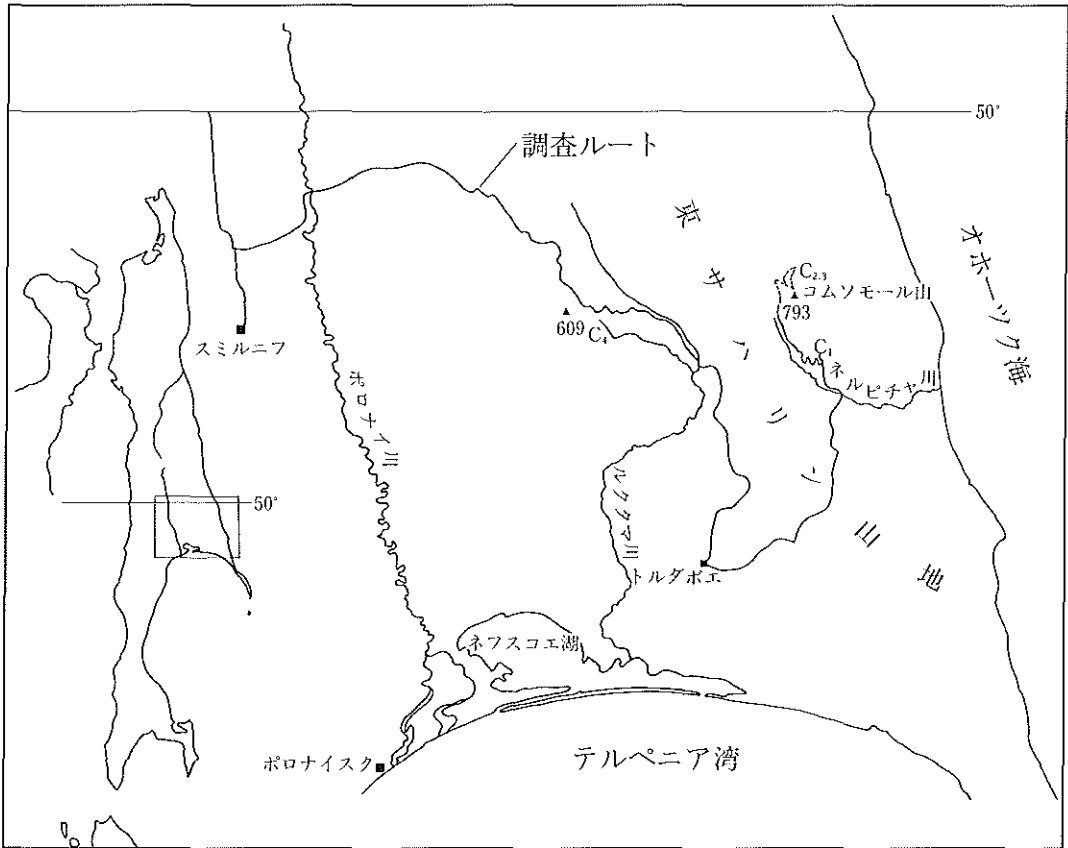 50°
調査ルート
東サハリン山地
オホーツク海
C₂.₃
コムソモール山
793
C₁
ネルピチャ川
609
C₄
スミルニフ
ポロナイ川
50°
ルククタマ川
トルダボエ
ネフスコエ湖
ポロナイスク
テルペニア湾